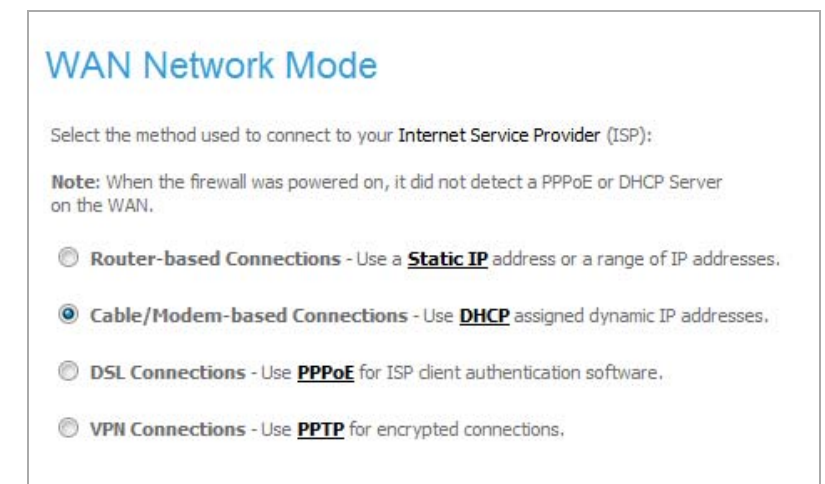 WAN Network Mode
Select the method used to connect to your Internet Service Provider (ISP):
Note: When the firewall was powered on, it did not detect a PPPoE or DHCP Server
on the WAN.
Router-based Connections - Use a Static IP address or a range of IP addresses.
Cable/Modem-based Connections - Use DHCP assigned dynamic IP addresses.
DSL Connections - Use PPPoE for ISP client authentication software.
VPN Connections - Use PPTP for encrypted connections.